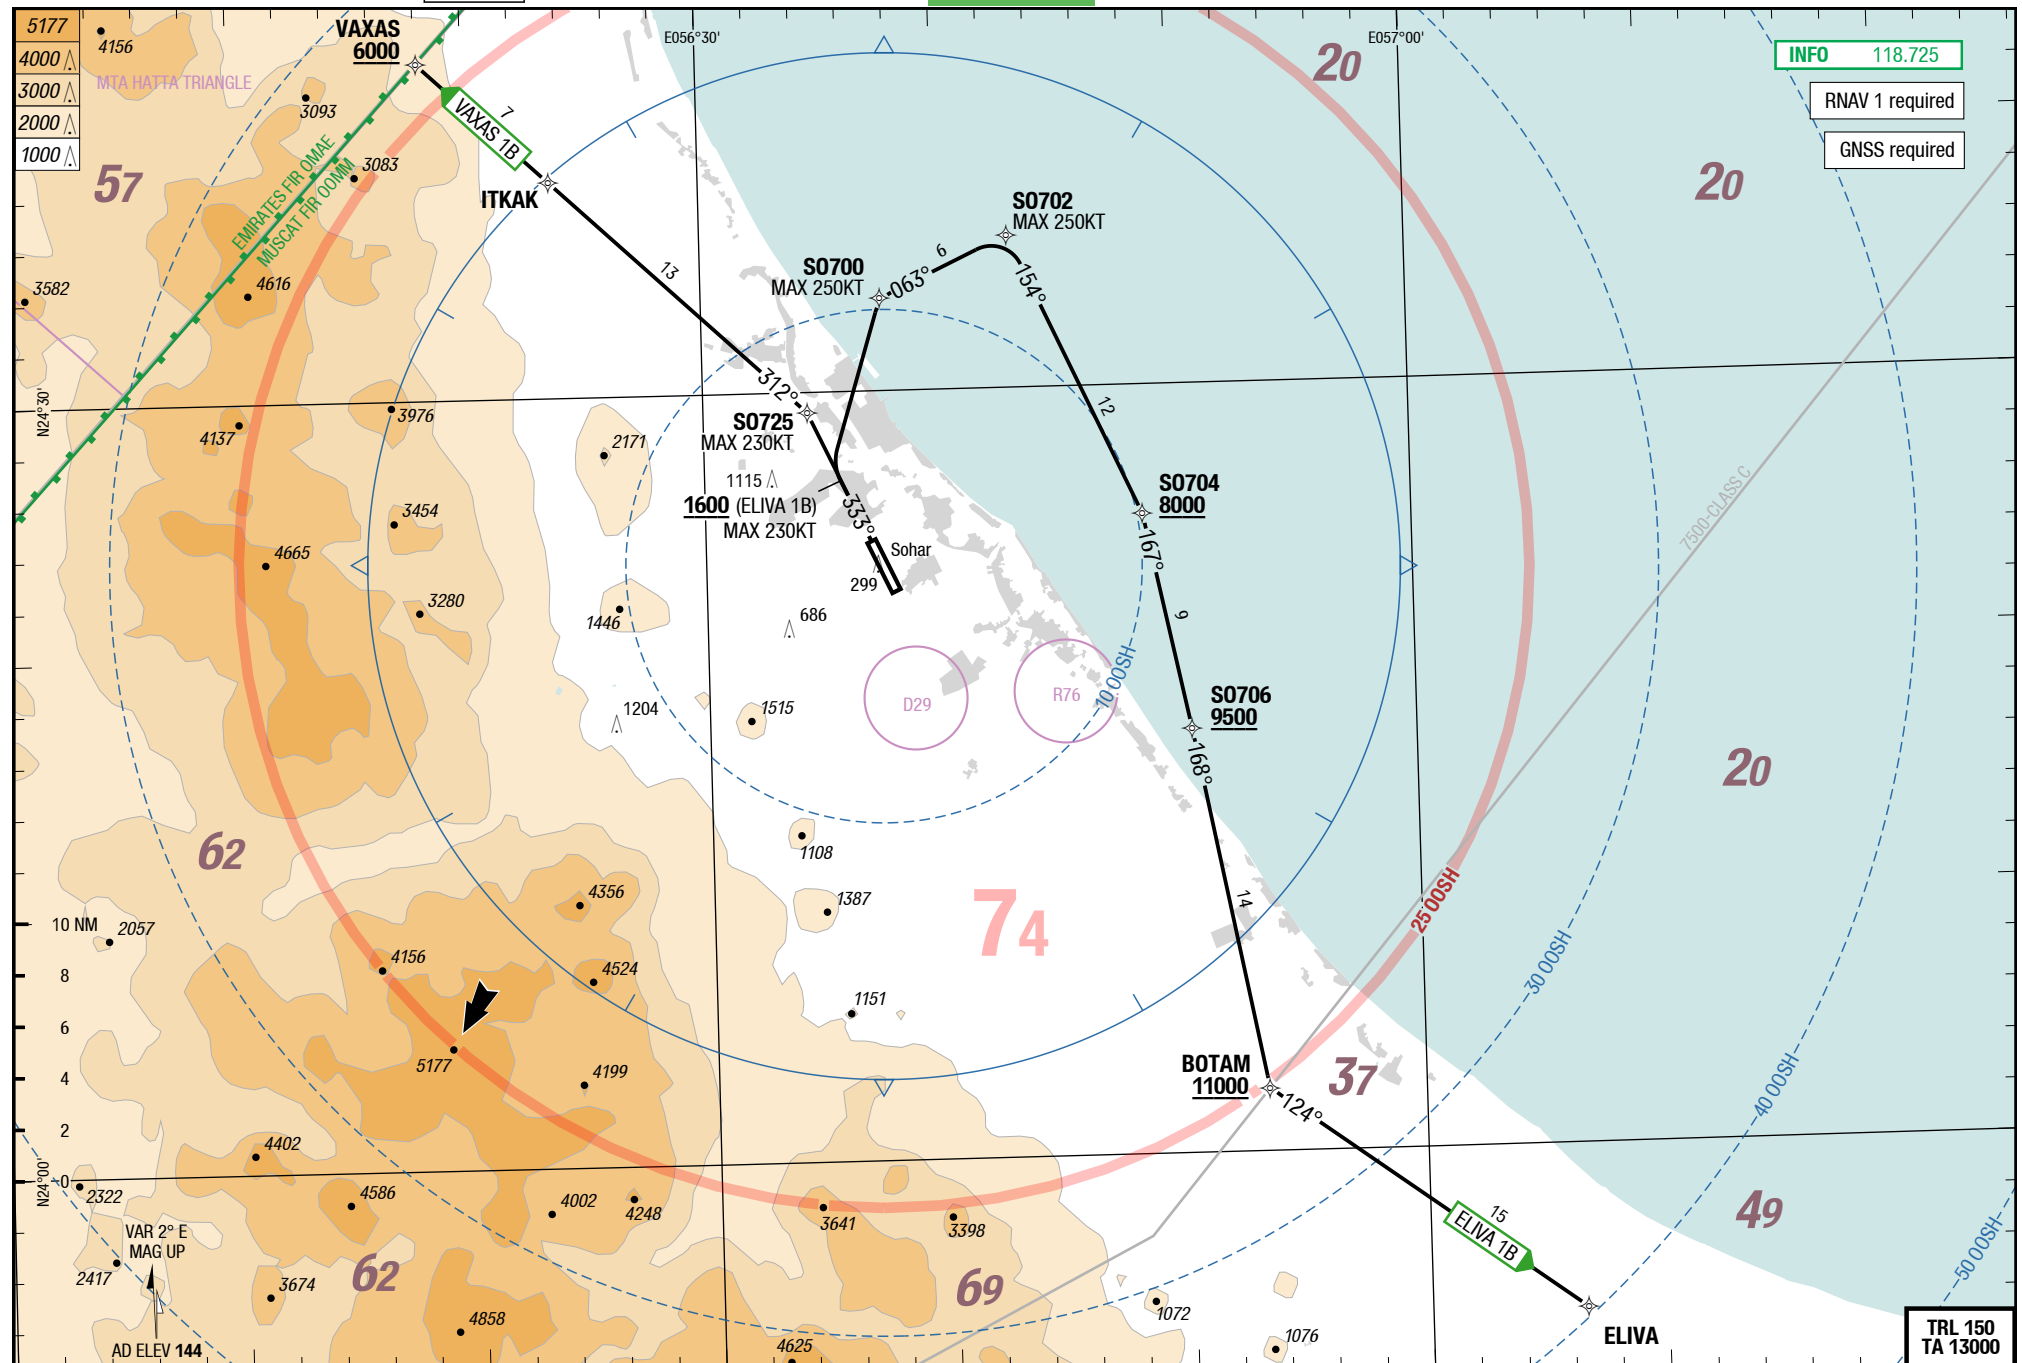 5177
4000
3000
2000
1000
4156
MTA HATTA TRIANGLE
VAXAS
6000
3093
3083
57
EMIRATES FIR OMAE
MUSCAT FIR OOMM
7
VAXAS 1B
ITKAK
E056°30'
E057°00'
20
INFO 118.725
RNAV 1 required
GNSS required
20
S0702
MAX 250KT
6
063°
154°
S0700
MAX 250KT
13
3582
4616
312°
S0725
MAX 230KT
12
N24°30'
3976
4137
2171
1115
1600 (ELIVA 1B)
MAX 230KT
333°
Sohar
299
S0704
8000
167°
7500-CLASS C
3454
4665
3280
1446
686
9
D29
R76
10 OOSH
1204
1515
S0706
9500
168°
20
62
1108
1387
4356
74
14
25 OOSH
30 OOSH
10 NM
2057
4156
4524
8
1151
6
5177
4199
4
BOTAM
11000
37
124°
40 OOSH
2
4402
N24°00'
0
2322
4586
4002
4248
3641
3398
15
ELIVA 1B
49
50 OOSH
VAR 2° E
MAG UP
2417
3674
62
69
1072
4858
1076
ELIVA
TRL 150
TA 13000
AD ELEV 144
4625